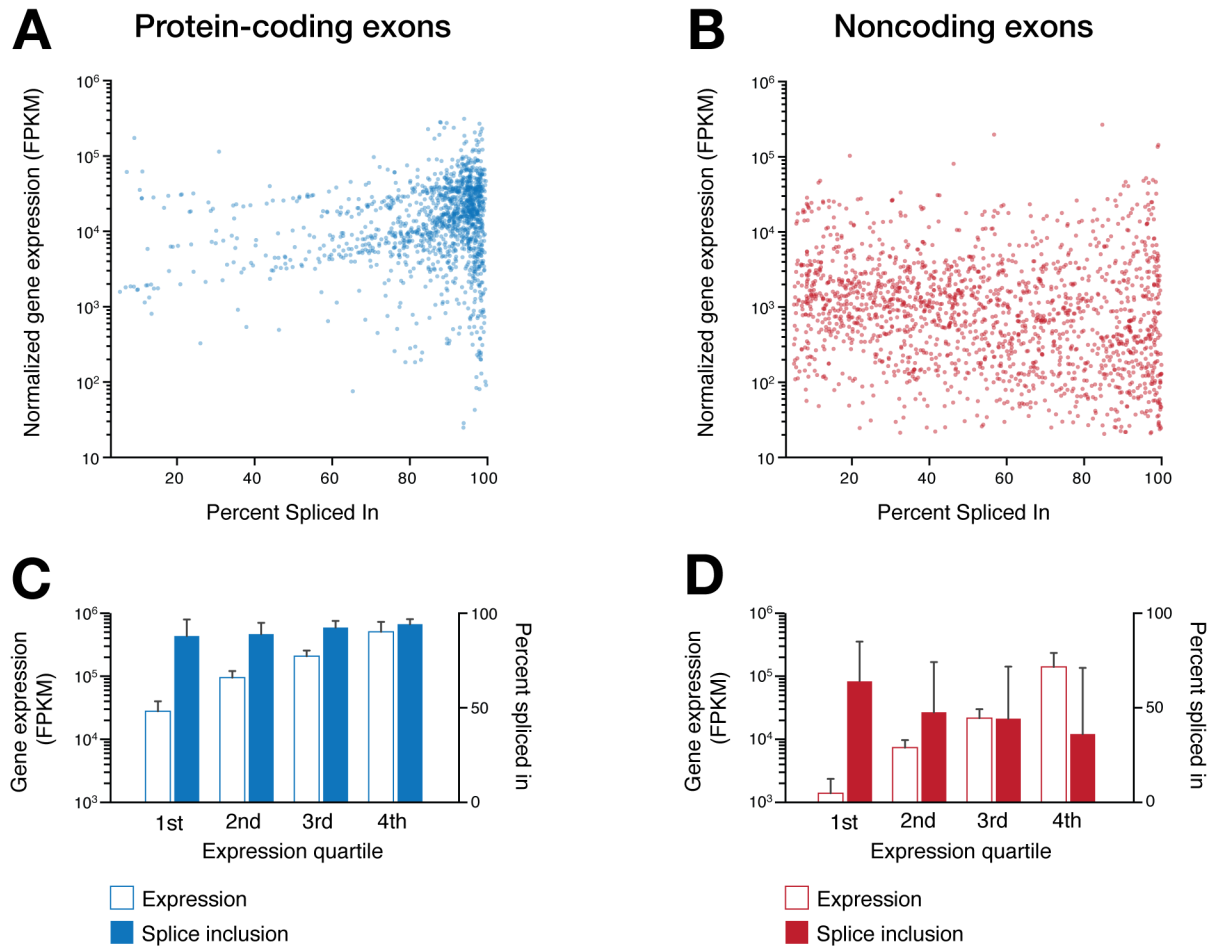 A
Protein-coding exons
Normalized gene expression (FPKM)
10⁶
10⁵
10⁴
10³
10²
10
20
40
60
80
100
Percent Spliced In
B
Noncoding exons
Normalized gene expression (FPKM)
10⁶
10⁵
10⁴
10³
10²
10
20
40
60
80
100
Percent Spliced In
C
Gene expression
(FPKM)
10⁶
10⁵
10⁴
10³
100
50
0
Percent spliced in
1st
2nd
3rd
4th
Expression quartile
Expression
Splice inclusion
D
Gene expression
(FPKM)
10⁶
10⁵
10⁴
10³
100
50
0
Percent spliced in
1st
2nd
3rd
4th
Expression quartile
Expression
Splice inclusion